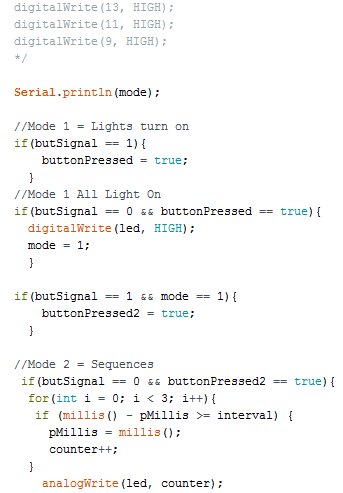 digitalWrite(13, HIGH);
digitalWrite(11, HIGH);
digitalWrite(9, HIGH);
*/
Serial.println(mode);
//Mode 1 = Lights turn on
if(butSignal == 1){
buttonPressed = true;
}
//Mode 1 All Light On
if(butSignal == 0 && buttonPressed == true){
digitalWrite(led, HIGH);
mode = 1;
}
if(butSignal == 1 && mode == 1){
buttonPressed2 = true;
}
//Mode 2 = Sequences
if(butSignal == 0 && buttonPressed2 == true){
for(int i = 0; i < 3; i++){
if (millis() - pMillis >= interval) {
pMillis = millis();
counter++;
}
analogWrite(led, counter);